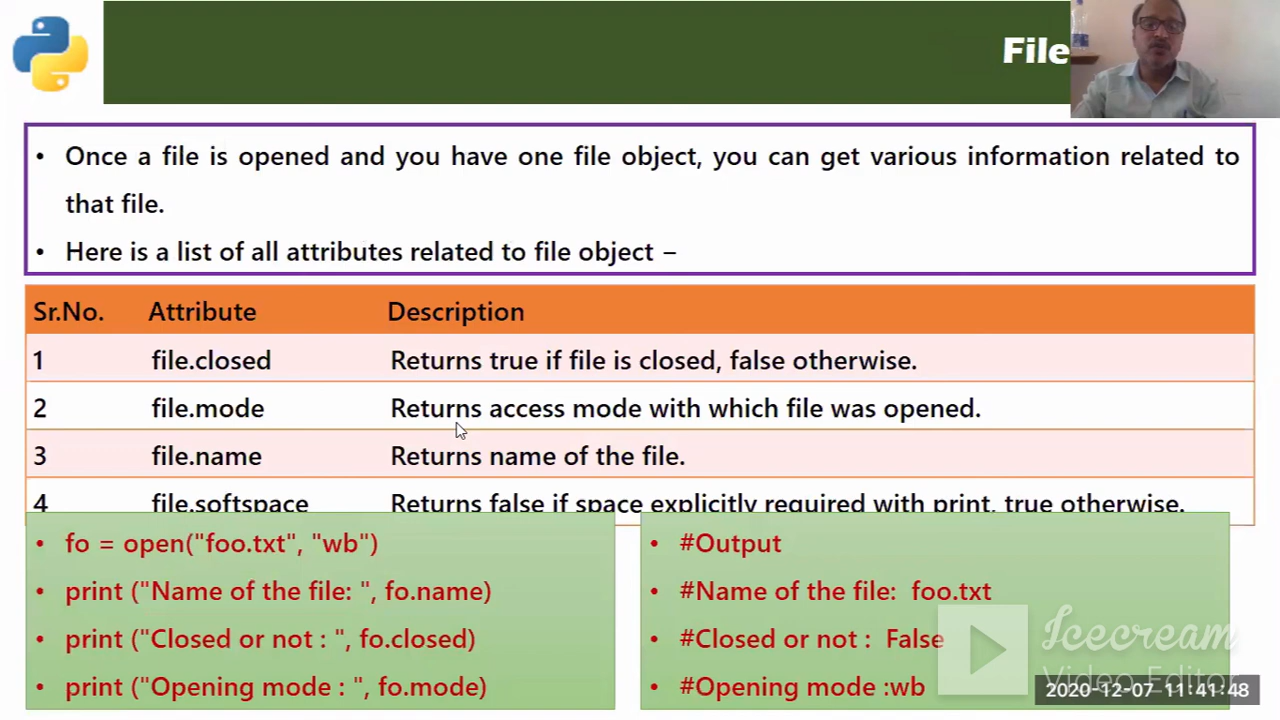 File
• Once a file is opened and you have one file object, you can get various information related to
that file.
• Here is a list of all attributes related to file object –
Sr.No. Attribute Description
1 file.closed Returns true if file is closed, false otherwise.
2 file.mode Returns access mode with which file was opened.
3 file.name Returns name of the file.
4 file.softspace Returns false if space explicitly required with print, true otherwise.
• fo = open("foo.txt", "wb")
• print ("Name of the file: ", fo.name)
• print ("Closed or not : ", fo.closed)
• print ("Opening mode : ", fo.mode)
• #Output
• #Name of the file: foo.txt
• #Closed or not : False
• #Opening mode :wb
Icecream
Video Editor
2020-12-07 11:41:48